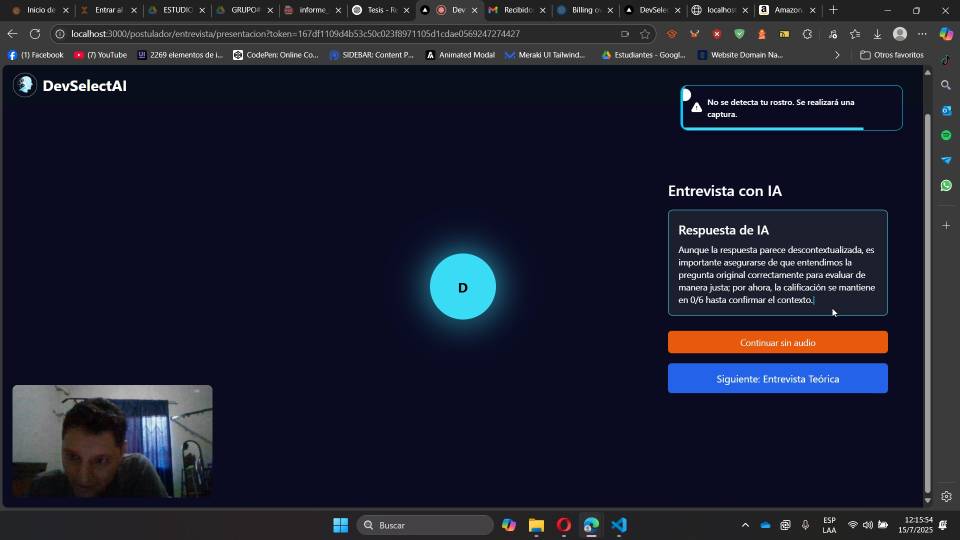 Inicio de
Entrar al
ESTUDIO
GRUPO#
informe_
Tesis - Re
Dev
Recibido
Billing ov
DevSelec
localhost
Amazon.
localhost:3000/postulador/entrevista/presentacion?token=167df1109d4b53c50c023f8971105d1cdae0569247274427
(1) Facebook
(7) YouTube
2269 elementos de i...
CodePen: Online Co...
SIDEBAR: Content P...
Animated Modal
Meraki UI Tailwind...
Estudiantes - Googl...
Website Domain Na...
Otros favoritos
DevSelectAI
No se detecta tu rostro. Se realizará una
captura.
Entrevista con IA
Respuesta de IA
Aunque la respuesta parece descontextualizada, es
importante asegurarse de que entendimos la
pregunta original correctamente para evaluar de
manera justa; por ahora, la calificación se mantiene
en 0/6 hasta confirmar el contexto.
D
Continuar sin audio
Siguiente: Entrevista Teórica
Buscar
ESP
LAA
12:15:54
15/7/2025